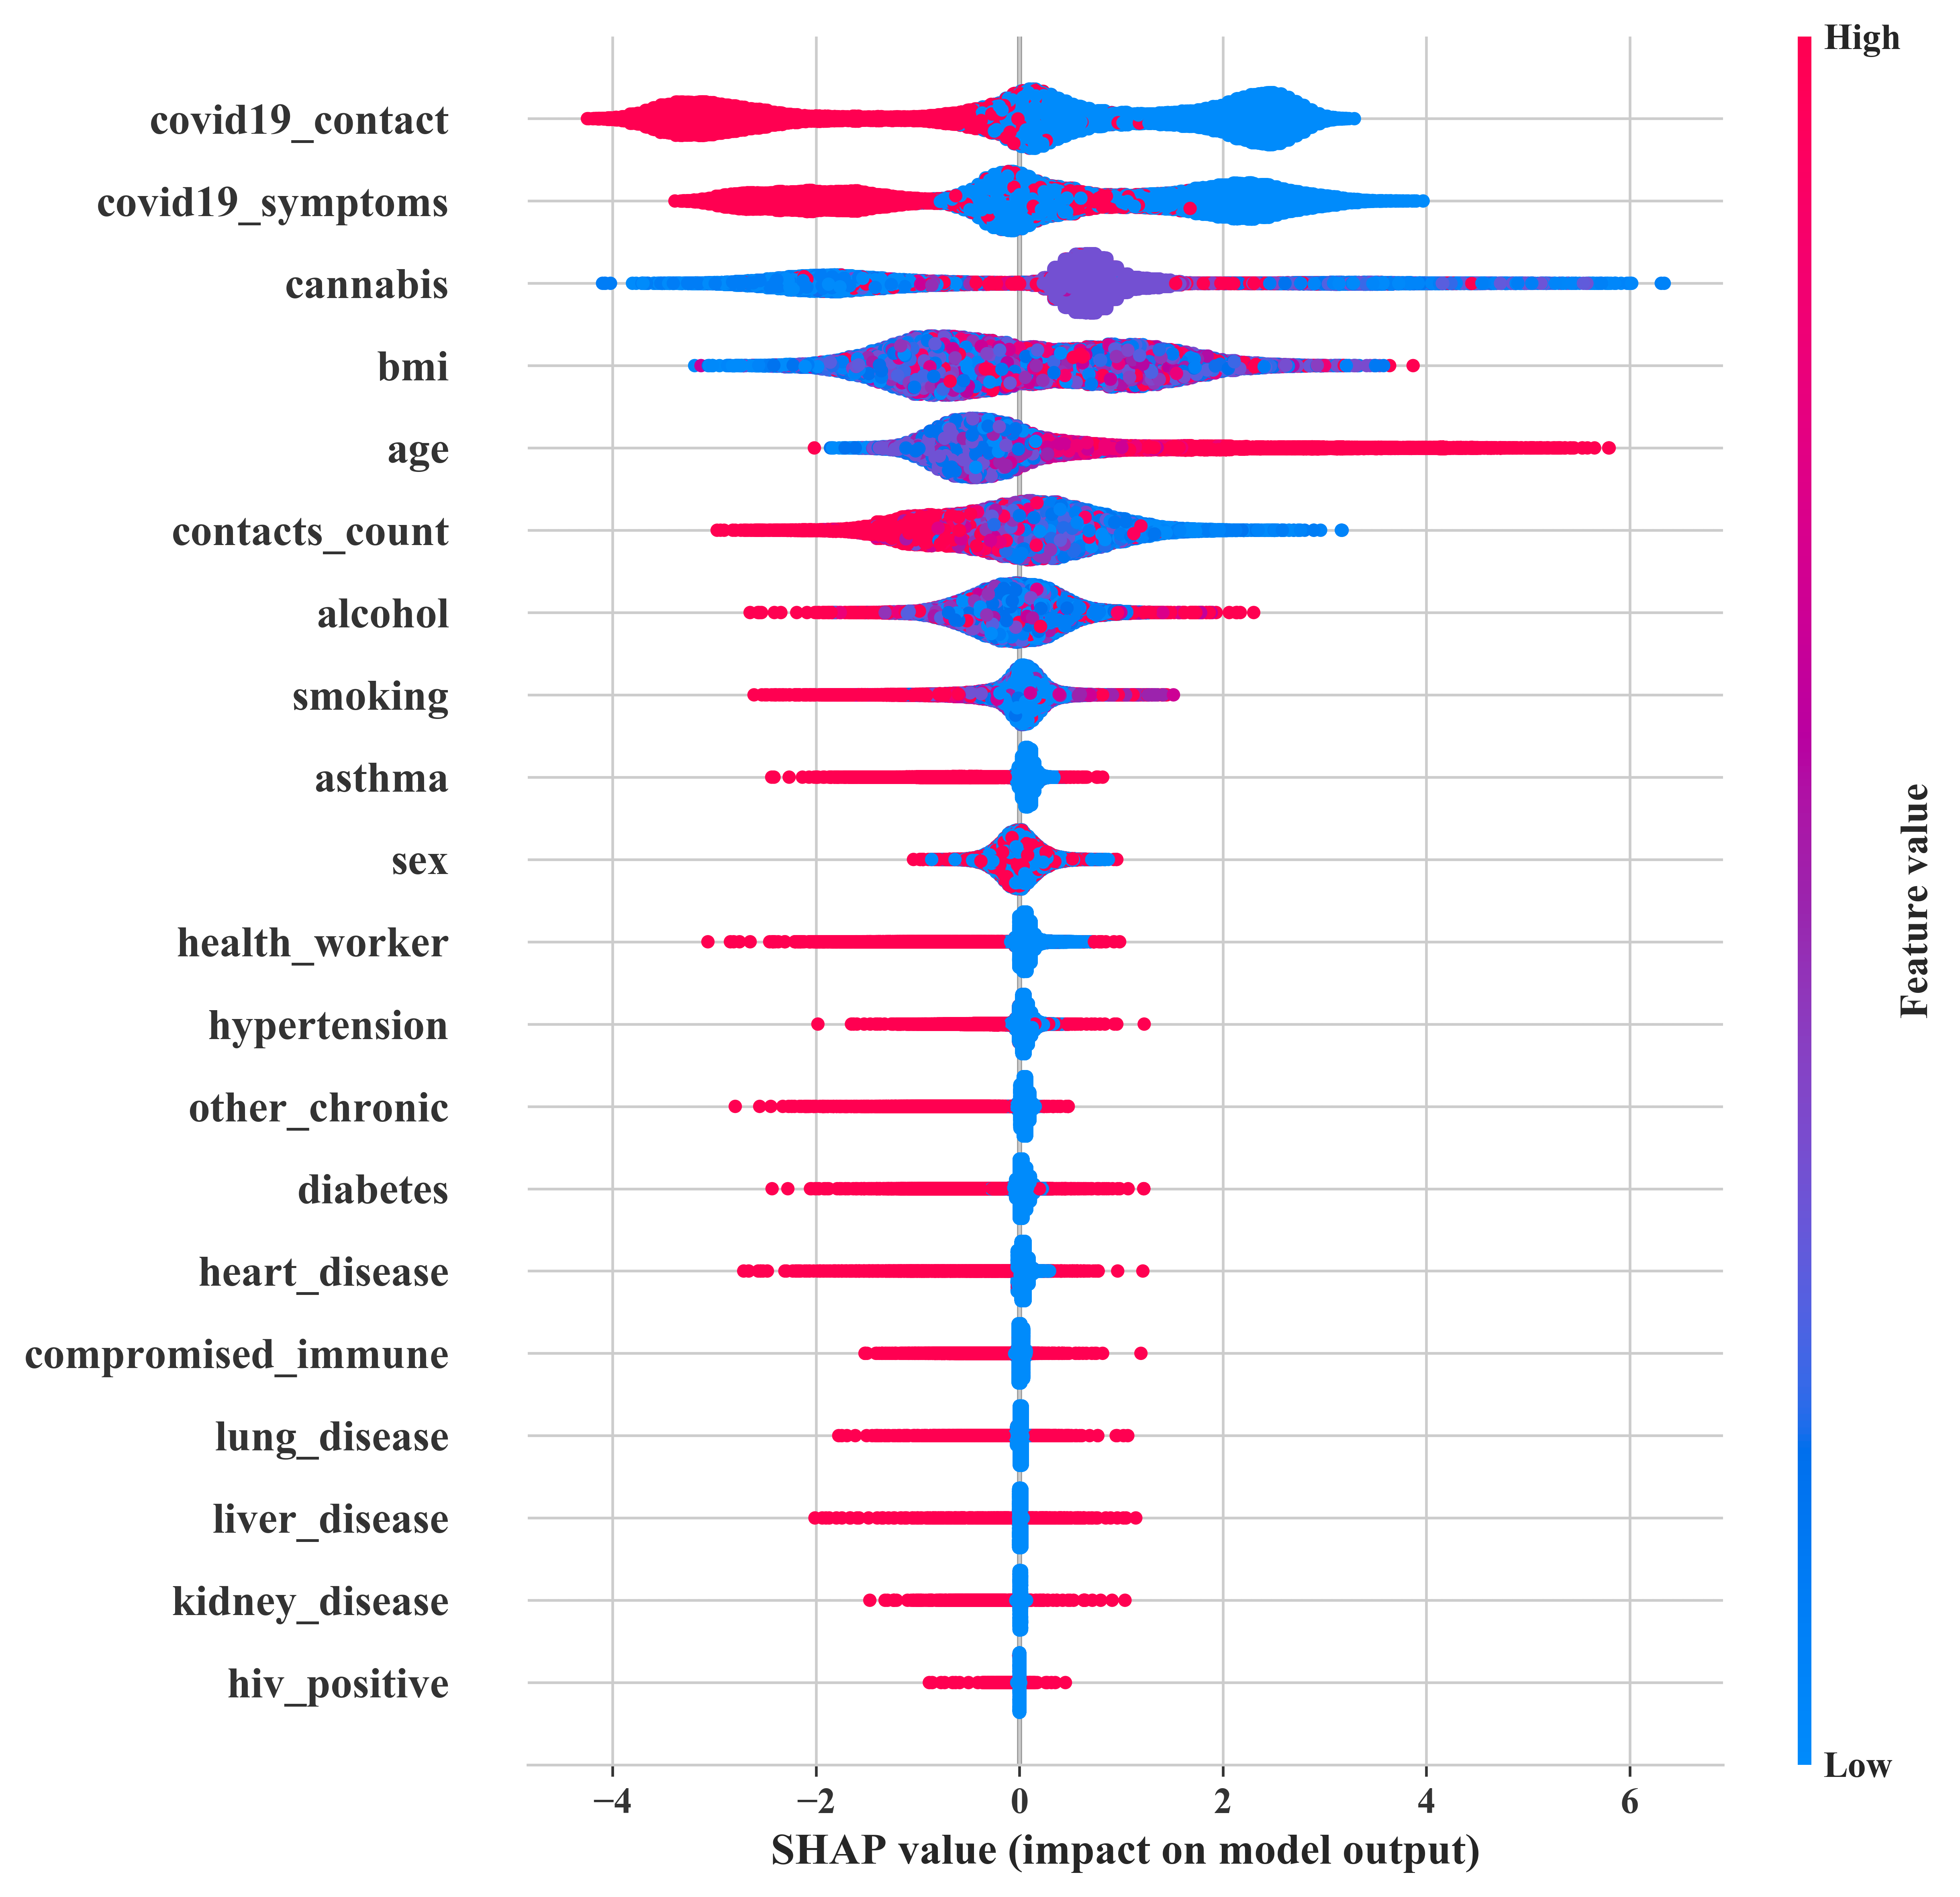 High
covid19_contact
covid19_symptoms
cannabis
bmi
age
contacts_count
alcohol
smoking
asthma
sex
health_worker
hypertension
other_chronic
diabetes
heart_disease
compromised_immune
lung_disease
liver_disease
kidney_disease
hiv_positive
Feature value
Low
−4 −2 0 2 4 6
SHAP value (impact on model output)